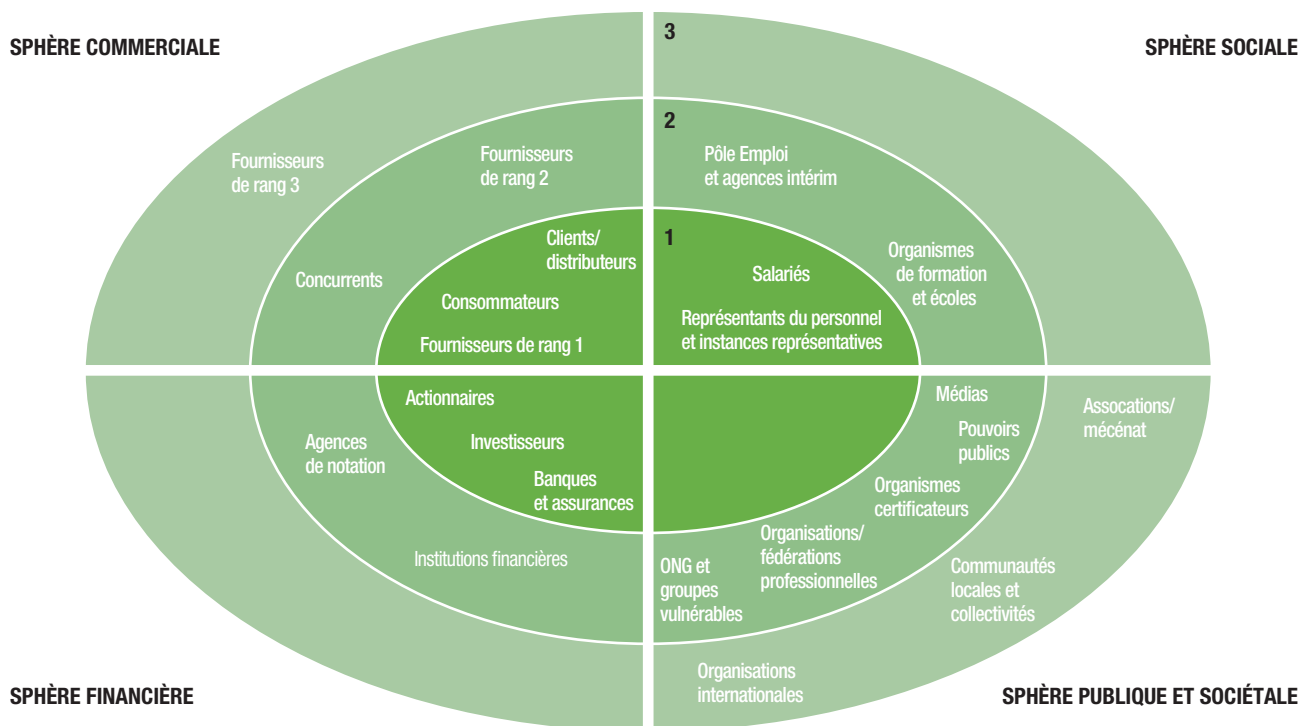 SPHÈRE COMMERCIALE
3
SPHÈRE SOCIALE
2
Fournisseurs
de rang 3
Fournisseurs
de rang 2
Pôle Emploi
et agences intérim
1
Clients/
distributeurs
Concurrents
Consommateurs
Fournisseurs de rang 1
Salariés
Représentants du personnel
et instances représentatives
Organismes
de formation
et écoles
Actionnaires
Investisseurs
Banques
et assurances
Agences
de notation
Institutions financières
Médias
Pouvoirs
publics
Organismes
certificateurs
Organisations/
fédérations
professionnelles
ONG et
groupes
vulnérables
Assocations/
mécénat
Communautés
locales et
collectivités
Organisations
internationales
SPHÈRE FINANCIÈRE
SPHÈRE PUBLIQUE ET SOCIÉTALE